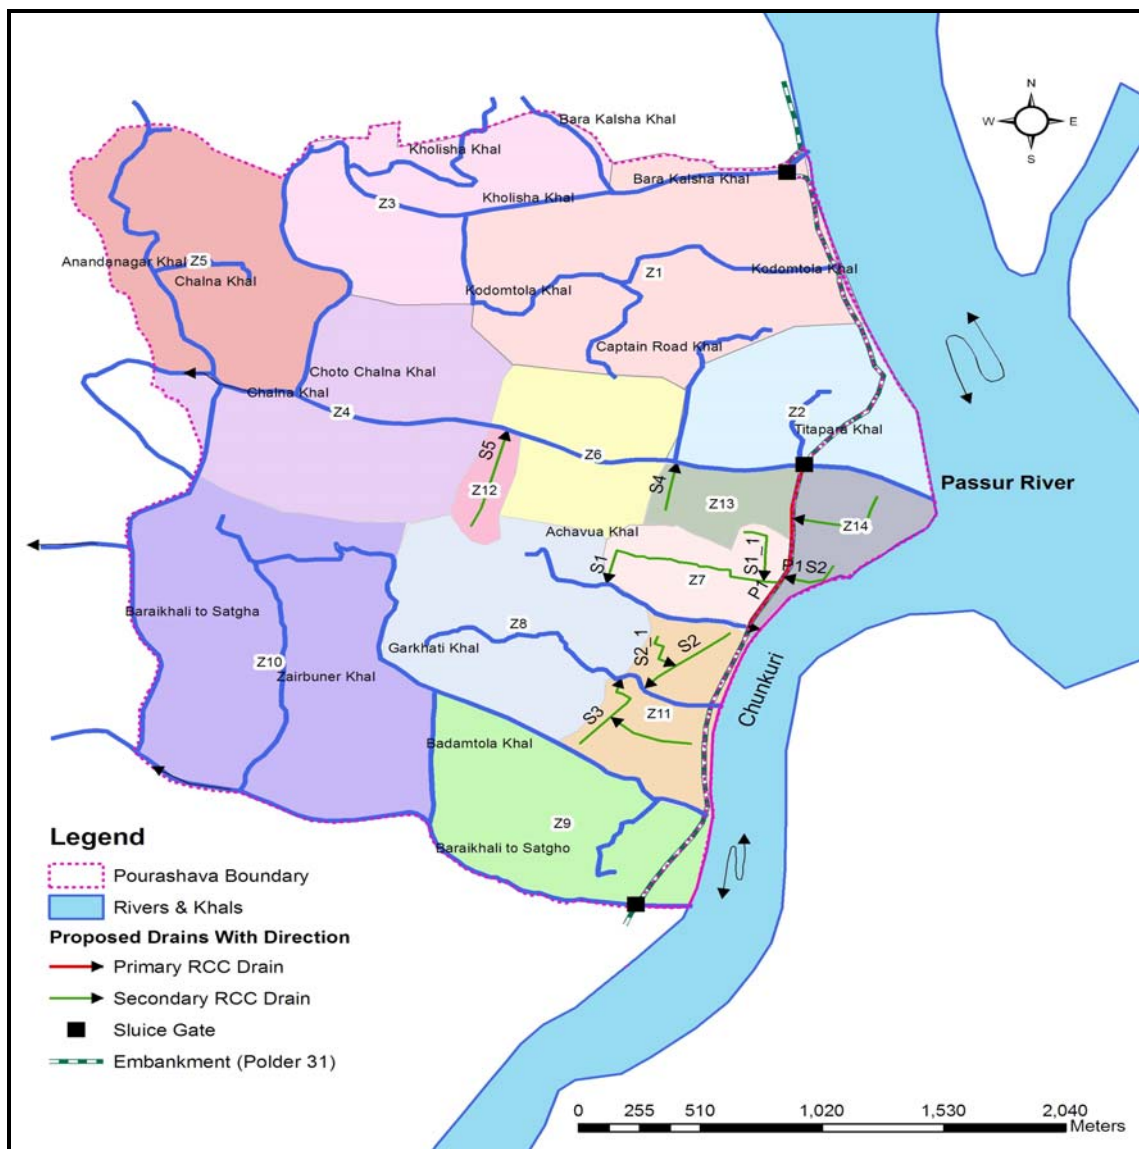 N
W E
S
Bara Kalsha Khal
Kholisha Khal
Bara Kalsha Khal
Z3
Kholisha Khal
Anandanagar Khal
Z5
Chalna Khal
Z1
Kodomtola Khal
Kodomtola Khal
Captain Road Khal
Choto Chalna Khal
Chalna Khal
Z4
Z2
Titapara Khal
S5
Z6
Z12
S4
Z13
Passur River
Z14
Achavua Khal
S1
S1_1
Z7
P1
P1S2
Baraikhali to Satgha
Z8
Garkhati Khal
S2_1
S2
Z10
Zairbuner Khal
S3
Z11
Chunkuri
Badamtola Khal
Z9
Baraikhali to Satgho
Legend
Pourashava Boundary
Rivers & Khals
Proposed Drains With Direction
Primary RCC Drain
Secondary RCC Drain
Sluice Gate
Embankment (Polder 31)
0 255 510 1,020 1,530 2,040
Meters